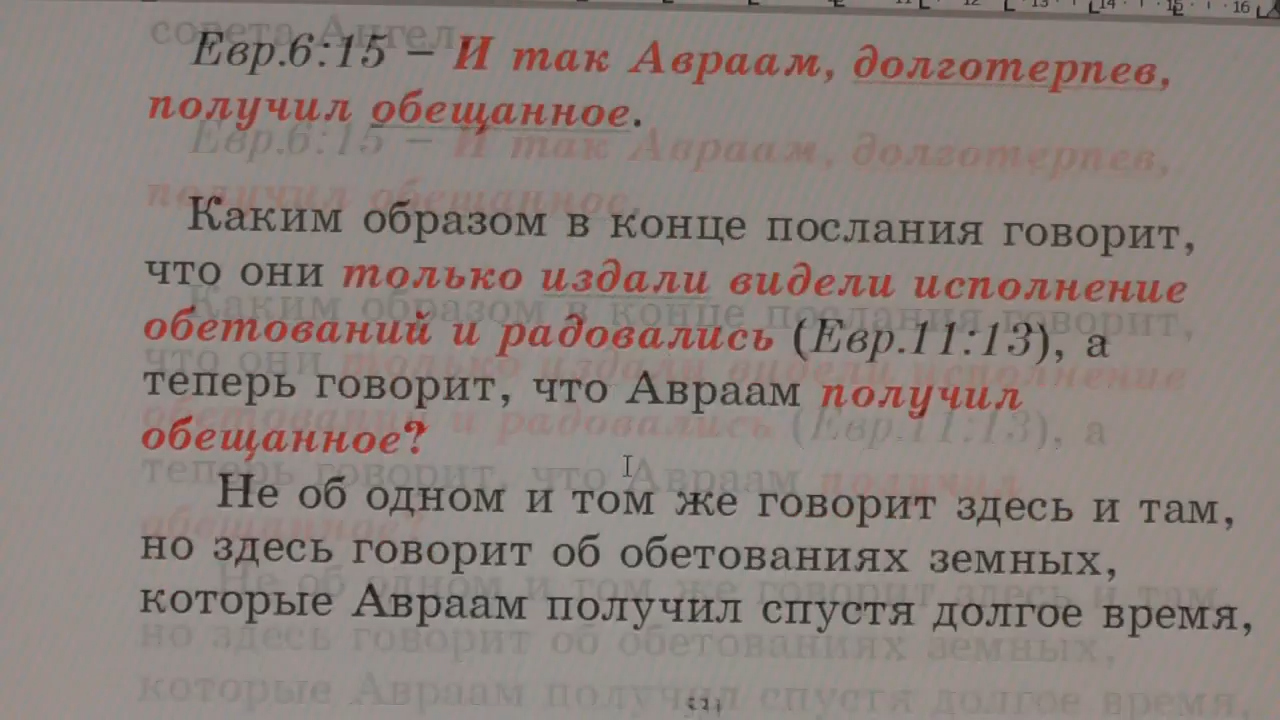 совета Ангел
Евр.6:15 – И так Авраам, долготерпев,
получил обещанное.
Каким образом в конце послания говорит,
что они только издали видели исполнение
обетований и радовались (Евр.11:13), а
теперь говорит, что Авраам получил
обещанное?
Не об одном и том же говорит здесь и там,
но здесь говорит об обетованиях земных,
которые Авраам получил спустя долгое время,